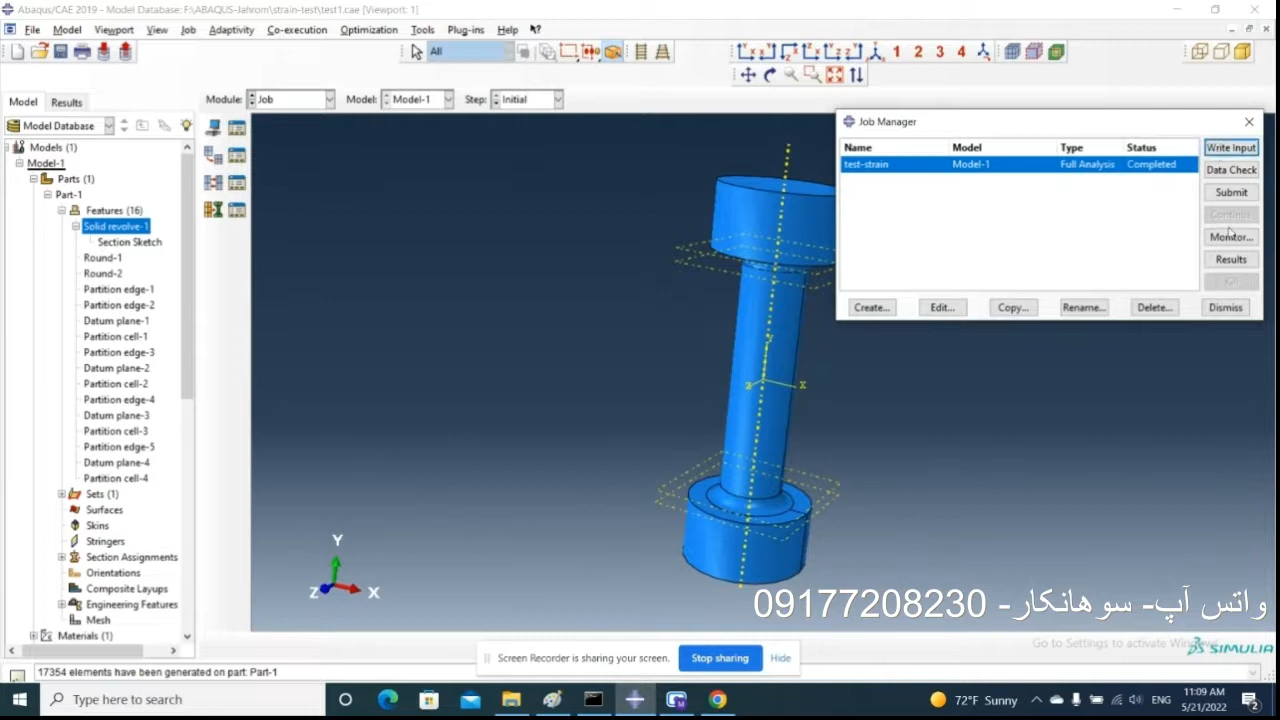 Abaqus/CAE 2019 - Model Database: F:\ABAQUS-Jahrom\strain-test\test1.cae [Viewport: 1]
File Model Viewport View Job Adaptivity Co-execution Optimization Tools Plug-ins Help
All
1 2 3 4
Model Results Module: Job Model: Model-1 Step: Initial
Model Database
Models (1)
Model-1
Parts (1)
Part-1
Features (16)
Solid revolve-1
Section Sketch
Round-1
Round-2
Partition edge-1
Partition edge-2
Datum plane-1
Partition cell-1
Partition edge-3
Datum plane-2
Partition cell-2
Partition edge-4
Datum plane-3
Partition cell-3
Partition edge-5
Datum plane-4
Partition cell-4
Sets (1)
Surfaces
Skins
Stringers
Section Assignments
Orientations
Composite Layups
Engineering Features
Mesh
Materials (1)
Job Manager
Name Model Type Status
test-strain Model-1 Full Analysis Completed
Write Input
Data Check
Submit
Continue
Monitor...
Results
Kill
Create... Edit... Copy... Rename... Delete... Dismiss
Y
Z X
Y
Z X
واتس آپ- سوهانکار- 09177208230
Go to Settings to activate Windows.
SIMULIA
Screen Recorder is sharing your screen. Stop sharing Hide
17354 elements have been generated on part: Part-1
Type here to search
72°F Sunny
ENG
11:09 AM
5/21/2022
2